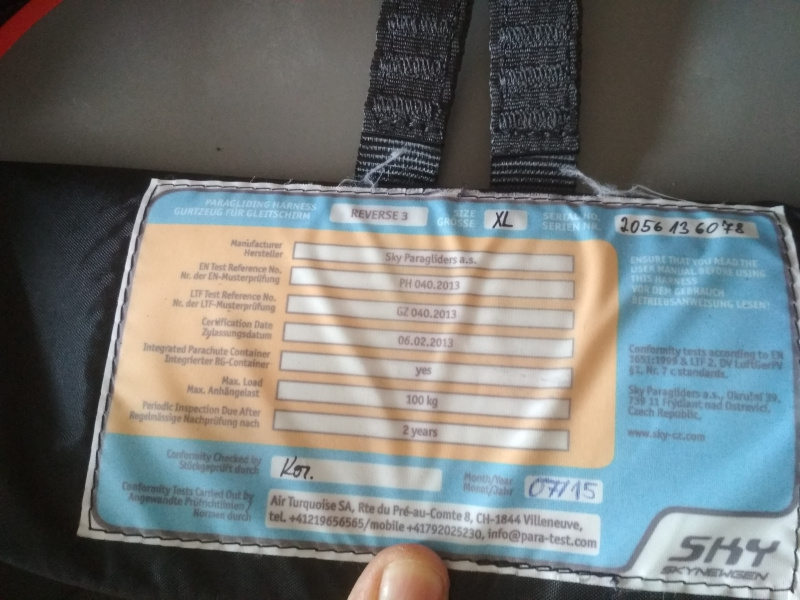 PARAGLIDING HARNESS
GURTZEUG FÜR GLEITSCHIRM
REVERSE 3
SIZE
GRÖSSE
XL
SERIAL NO.
SERIEN NR.
2056 13 6078
Manufacturer
Hersteller
Sky Paragliders a.s.
EN Test Reference No.
Nr. der EN-Musterprüfung
PH 040.2013
LTF Test Reference No.
Nr. der LTF-Musterprüfung
GZ 040.2013
Certification Date
Zulassungsdatum
06.02.2013
Integrated Parachute Container
Integrierter RG-Container
yes
Max. Load
Max. Anhängelast
100 kg
Periodic Inspection Due After
Regelmässige Nachprüfung nach
2 years
ENSURE THAT YOU READ THE
USER MANUAL BEFORE USING
THIS HARNESS
VOR DEM GEBRAUCH
BETRIEBSANWEISUNG LESEN!
Conformity tests according to EN
1651:1999 & LTF 2. DV LuftGerPV
§1, Nr. 7 c standards.
Sky Paragliders a.s., Okružní 39,
739 11 Frýdlant nad Ostravicí,
Czech Republic,
www.sky-cz.com
Conformity Checked by
Stückgeprüft durch
Kor.
Month/Year
Monat/Jahr
07/15
Conformity Tests Carried Out by
Angewandte Prüfrichtlinien /
durch
Air Turquoise SA, Rte du Pré-au-Comte 8, CH-1844 Villeneuve,
tel. +41219656565/mobile +41792025230, info@para-test.com
SKY
SKYNEWGEN